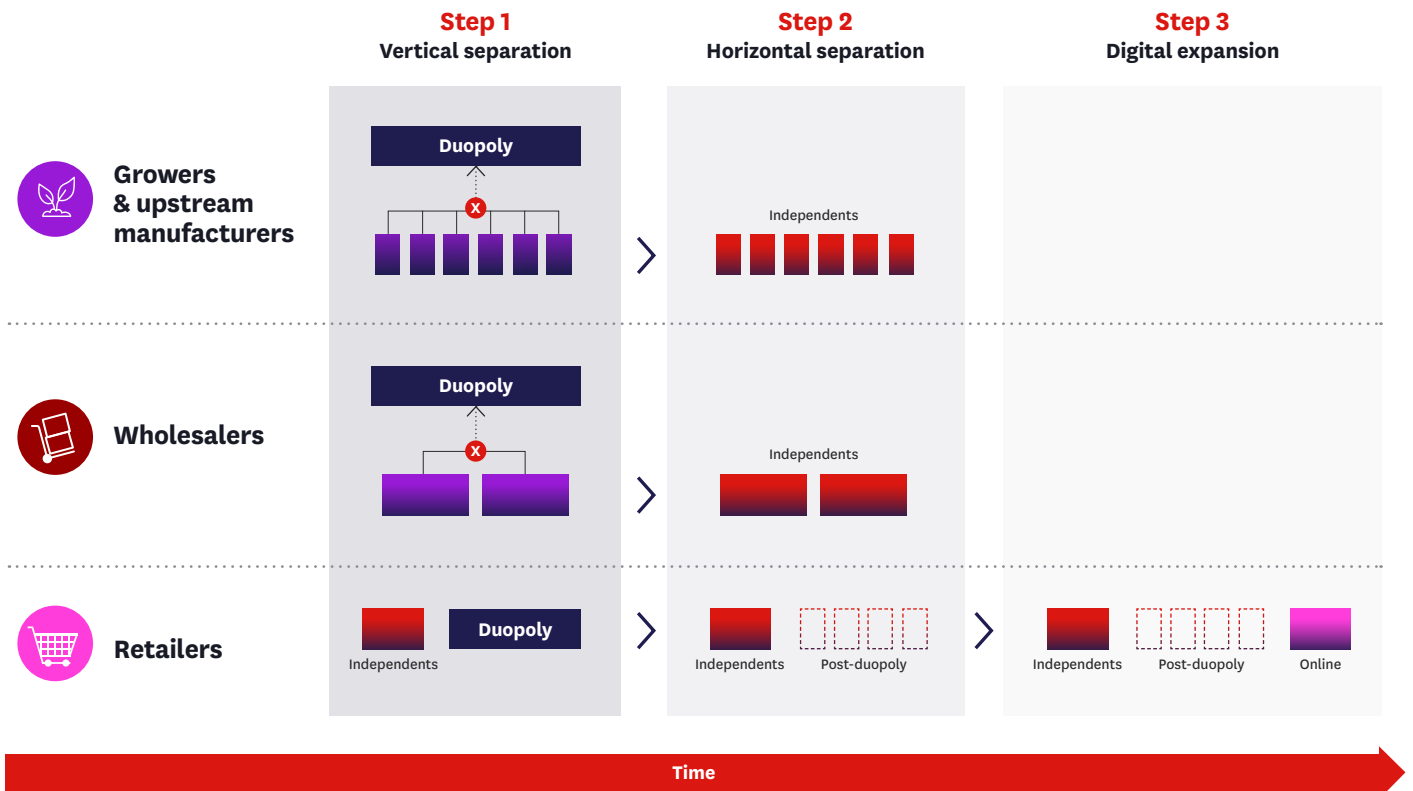 Step 1
Vertical separation
Step 2
Horizontal separation
Step 3
Digital expansion
Growers
& upstream
manufacturers
Duopoly
X
Independents
Wholesalers
Duopoly
X
Independents
Retailers
Duopoly
Independents
Independents
Post-duopoly
Independents
Post-duopoly
Online
Time